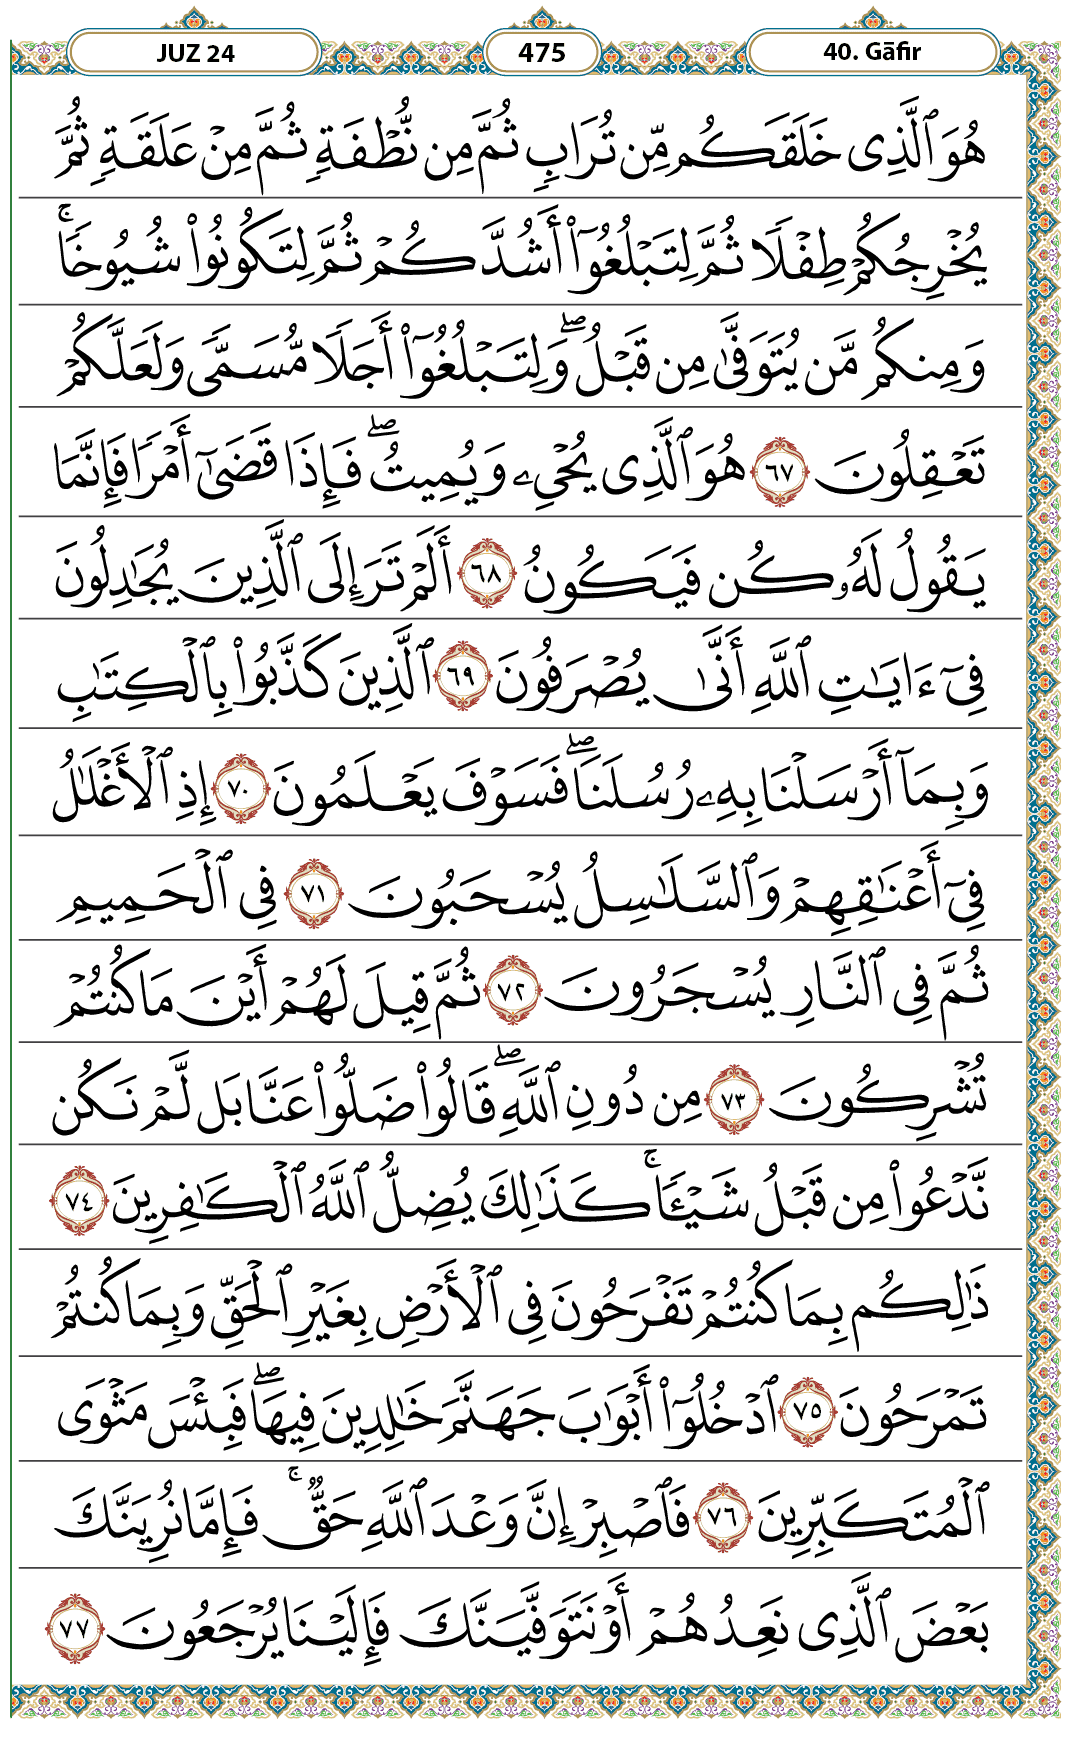 JUZ 24 475 40. Gāfir
هُوَ ٱلَّذِى خَلَقَكُم مِّن تُرَابٍ ثُمَّ مِن نُّطْفَةٍ ثُمَّ مِنْ عَلَقَةٍ ثُمَّ
يُخْرِجُكُمْ طِفْلًا ثُمَّ لِتَبْلُغُوٓا۟ أَشُدَّكُمْ ثُمَّ لِتَكُونُوا۟ شُيُوخًا ۚ
وَمِنكُم مَّن يُتَوَفَّىٰ مِن قَبْلُ ۖ وَلِتَبْلُغُوٓا۟ أَجَلًا مُّسَمًّى وَلَعَلَّكُمْ
تَعْقِلُونَ ٦٧ هُوَ ٱلَّذِى يُحْىِۦ وَيُمِيتُ ۖ فَإِذَا قَضَىٰٓ أَمْرًا فَإِنَّمَا
يَقُولُ لَهُۥ كُن فَيَكُونُ ٦٨ أَلَمْ تَرَ إِلَى ٱلَّذِينَ يُجَـٰدِلُونَ
فِىٓ ءَايَـٰتِ ٱللَّهِ أَنَّىٰ يُصْرَفُونَ ٦٩ ٱلَّذِينَ كَذَّبُوا۟ بِٱلْكِتَـٰبِ
وَبِمَآ أَرْسَلْنَا بِهِۦ رُسُلَنَا ۖ فَسَوْفَ يَعْلَمُونَ ٧٠ إِذِ ٱلْأَغْلَـٰلُ
فِىٓ أَعْنَـٰقِهِمْ وَٱلسَّلَـٰسِلُ يُسْحَبُونَ ٧١ فِى ٱلْحَمِيمِ
ثُمَّ فِى ٱلنَّارِ يُسْجَرُونَ ٧٢ ثُمَّ قِيلَ لَهُمْ أَيْنَ مَا كُنتُمْ
تُشْرِكُونَ ٧٣ مِن دُونِ ٱللَّهِ ۖ قَالُوا۟ ضَلُّوا۟ عَنَّا بَل لَّمْ نَكُن
نَّدْعُوا۟ مِن قَبْلُ شَيْـًٔا ۚ كَذَٰلِكَ يُضِلُّ ٱللَّهُ ٱلْكَـٰفِرِينَ ٧٤
ذَٰلِكُم بِمَا كُنتُمْ تَفْرَحُونَ فِى ٱلْأَرْضِ بِغَيْرِ ٱلْحَقِّ وَبِمَا كُنتُمْ
تَمْرَحُونَ ٧٥ ٱدْخُلُوٓا۟ أَبْوَٰبَ جَهَنَّمَ خَـٰلِدِينَ فِيهَا ۖ فَبِئْسَ مَثْوَى
ٱلْمُتَكَبِّرِينَ ٧٦ فَٱصْبِرْ إِنَّ وَعْدَ ٱللَّهِ حَقٌّ ۚ فَإِمَّا نُرِيَنَّكَ
بَعْضَ ٱلَّذِى نَعِدُهُمْ أَوْ نَتَوَفَّيَنَّكَ فَإِلَيْنَا يُرْجَعُونَ ٧٧